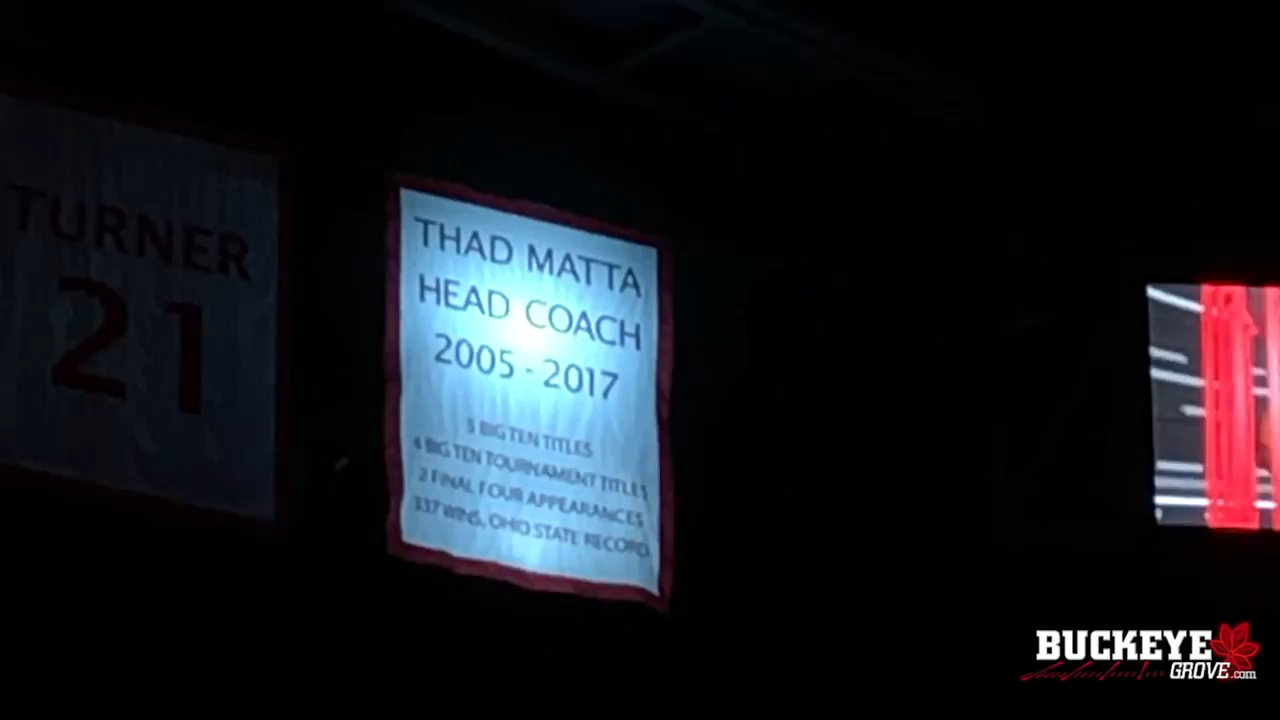 TURNER
21
THAD MATTA
HEAD COACH
2005 - 2017
5 BIG TEN TITLES
4 BIG TEN TOURNAMENT TITLES
2 FINAL FOUR APPEARANCES
337 WINS, OHIO STATE RECORD
BUCKEYE
GROVE.com